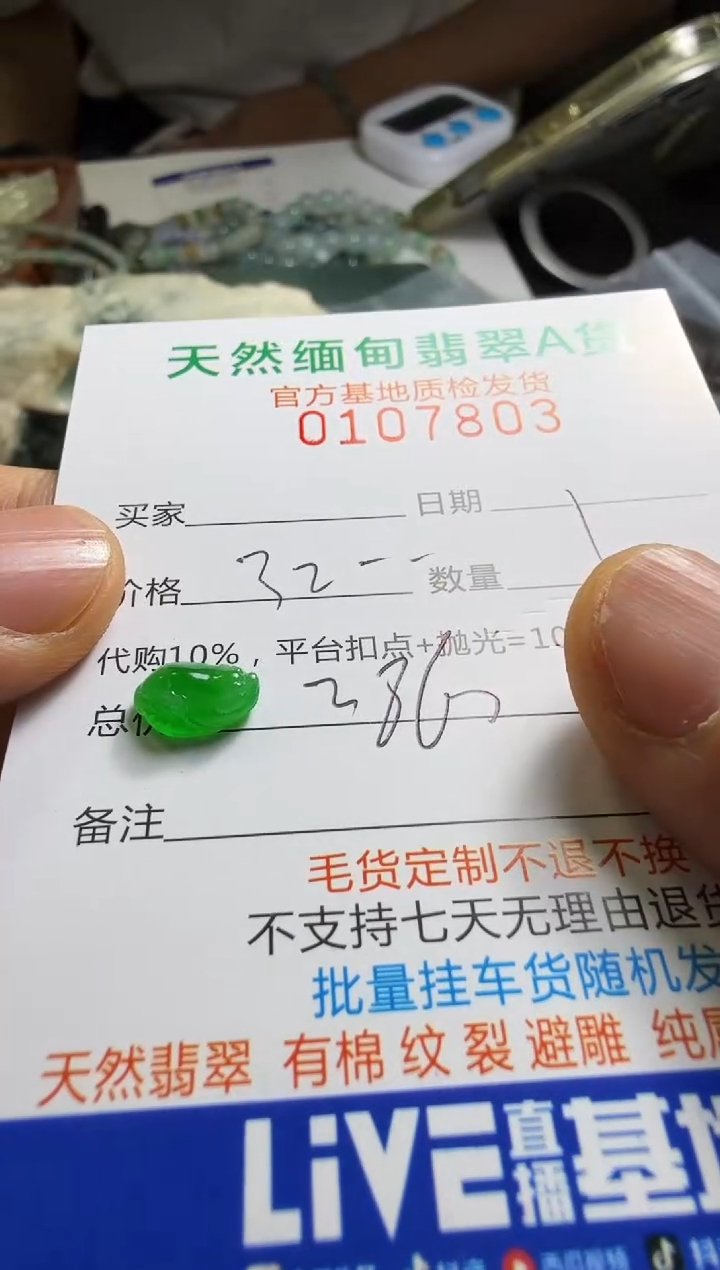 天然缅甸翡翠A货
官方基地质检发货
0107803
买家 日期
价格 32-- 数量
代购10%，平台扣点+抛光=10
总价
备注
毛货定制不退不换
不支持七天无理由退货
批量挂车货随机发
天然翡翠 有棉 纹 裂 避雕 纯
LiVE直播基地